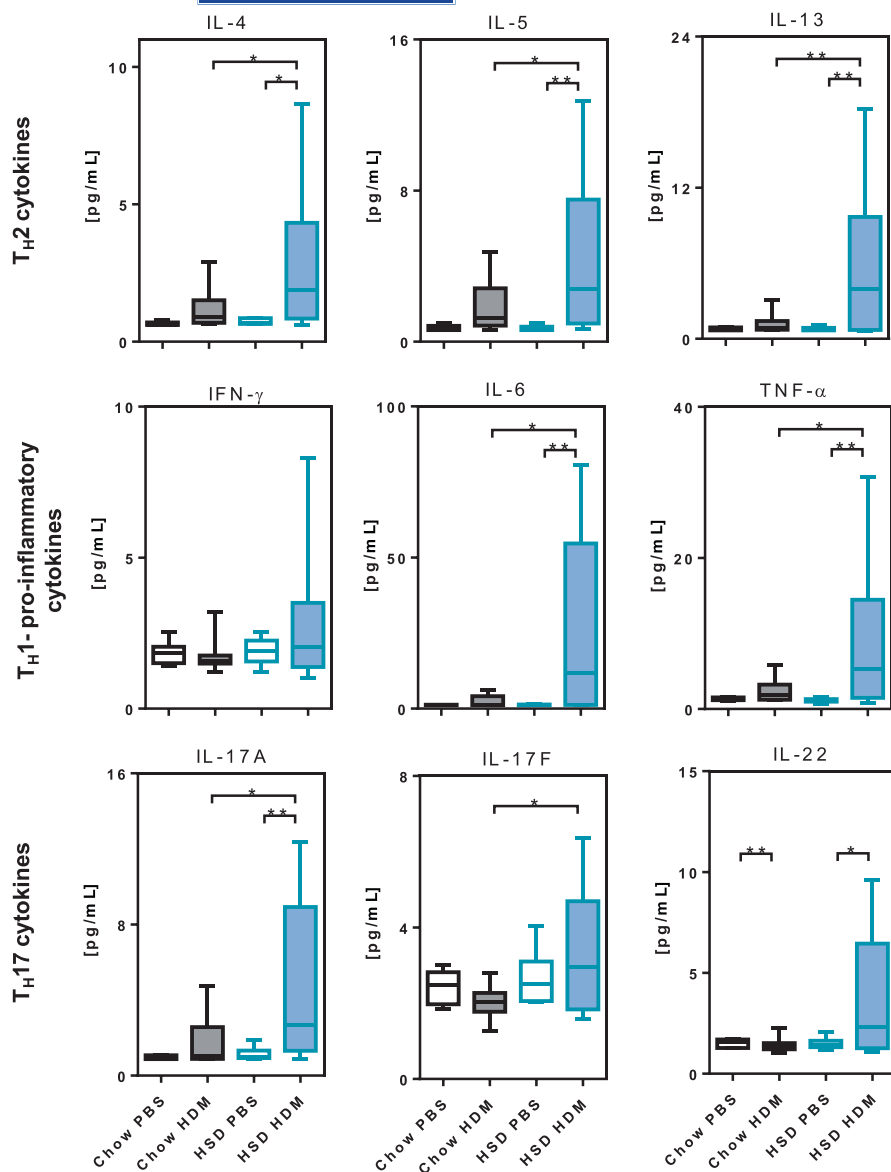 IL-4
IL-5
IL-13
TH2 cytokines
[pg/mL]
10
5
0
*
*
[pg/mL]
16
8
0
*
**
[pg/mL]
24
12
0
**
**
IFN-γ
IL-6
TNF-α
TH1- pro-inflammatory
cytokines
[pg/mL]
10
5
0
[pg/mL]
100
50
0
*
**
[pg/mL]
40
20
0
*
**
IL-17A
IL-17F
IL-22
TH17 cytokines
[pg/mL]
16
8
0
*
**
[pg/mL]
8
4
0
*
[pg/mL]
15
10
5
0
**
*
Chow PBS
Chow HDM
HSD PBS
HSD HDM
Chow PBS
Chow HDM
HSD PBS
HSD HDM
Chow PBS
Chow HDM
HSD PBS
HSD HDM